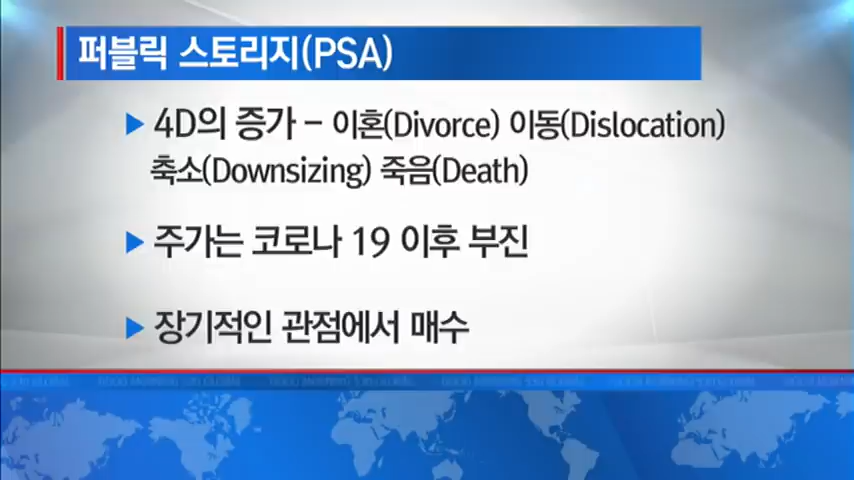 퍼블릭 스토리지(PSA)
▶ 4D의 증가 – 이혼(Divorce) 이동(Dislocation)
축소(Downsizing) 죽음(Death)
▶ 주가는 코로나 19 이후 부진
▶ 장기적인 관점에서 매수